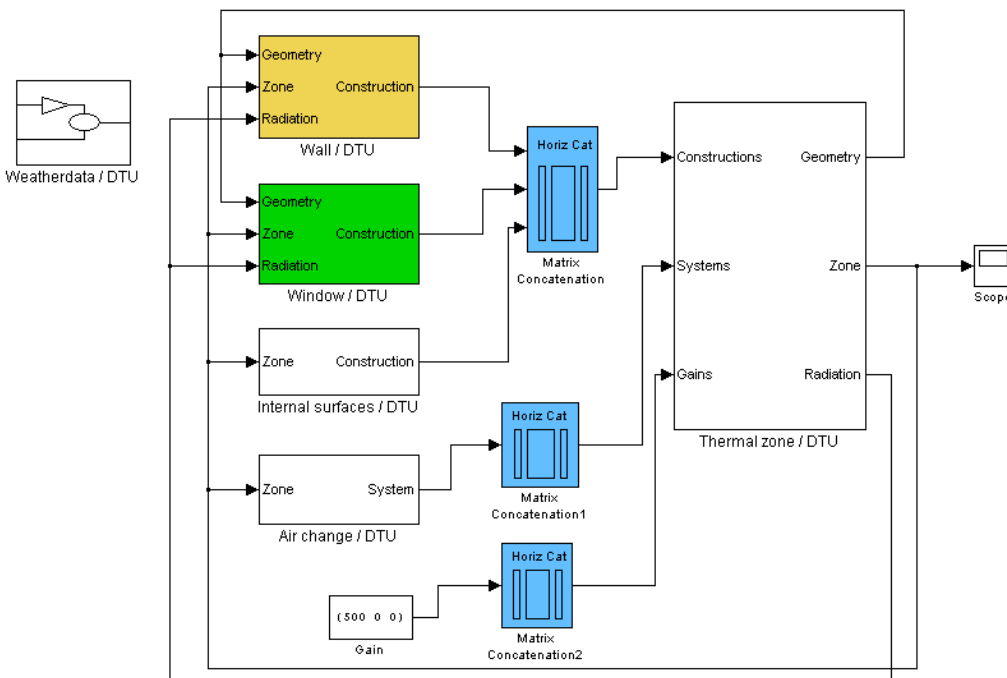 Weatherdata / DTU
Geometry
Zone
Radiation
Construction
Wall / DTU
Geometry
Zone
Radiation
Construction
Window / DTU
Zone
Construction
Internal surfaces / DTU
Zone
System
Air change / DTU
(500 0 0)
Gain
Horiz Cat
Matrix
Concatenation
Horiz Cat
Matrix
Concatenation1
Horiz Cat
Matrix
Concatenation2
Constructions
Systems
Gains
Geometry
Zone
Radiation
Thermal zone / DTU
Scope